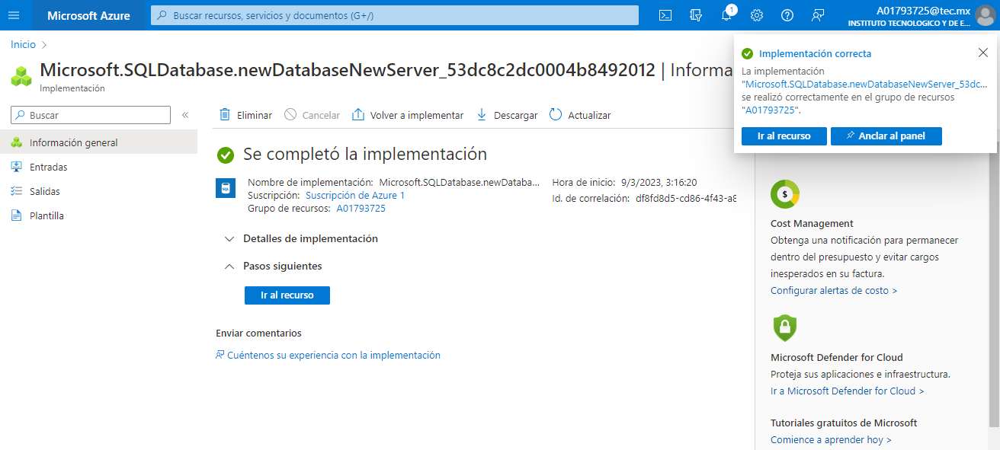 Microsoft Azure
Buscar recursos, servicios y documentos (G+/)
1
A01793725@tec.mx
INSTITUTO TECNOLOGICO Y DE E...
Inicio >
Microsoft.SQLDatabase.newDatabaseNewServer_53dc8c2dc0004b8492012 | Informa
Implementación
Implementación correcta
La implementación
"Microsoft.SQLDatabase.newDatabaseNewServer_53dc...
se realizó correctamente en el grupo de recursos
"A01793725".
Ir al recurso
Anclar al panel
Buscar
«
Eliminar
Cancelar
Volver a implementar
Descargar
Actualizar
Información general
Entradas
Salidas
Plantilla
Se completó la implementación
SQL
Nombre de implementación: Microsoft.SQLDatabase.newDataba...
Suscripción: Suscripción de Azure 1
Grupo de recursos: A01793725
Hora de inicio: 9/3/2023, 3:16:20
Id. de correlación: df8fd8d5-cd86-4f43-a8
Detalles de implementación
Pasos siguientes
Ir al recurso
Enviar comentarios
Cuéntenos su experiencia con la implementación
$
Cost Management
Obtenga una notificación para permanecer
dentro del presupuesto y evitar cargos
inesperados en su factura.
Configurar alertas de costo >
Microsoft Defender for Cloud
Proteja sus aplicaciones e infraestructura.
Ir a Microsoft Defender for Cloud >
Tutoriales gratuitos de Microsoft
Comience a aprender hoy >